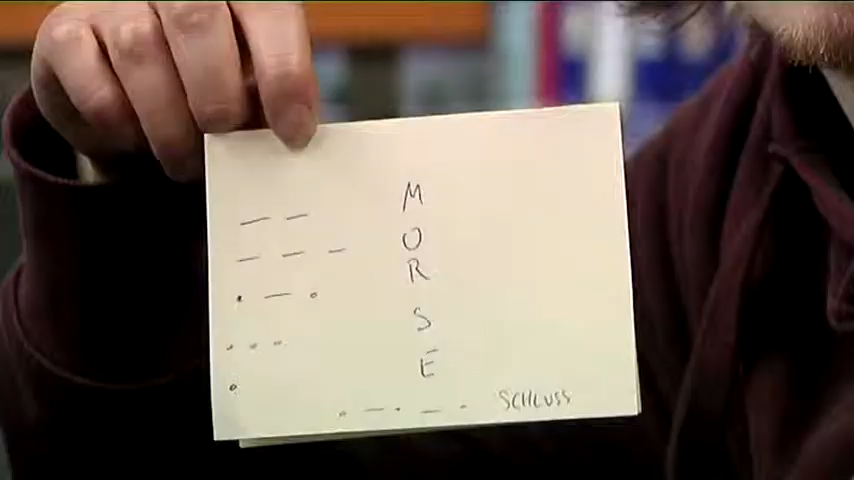 — — M
— — — O
. — . R
. . . S
. E
. — . — . SCHLUSS